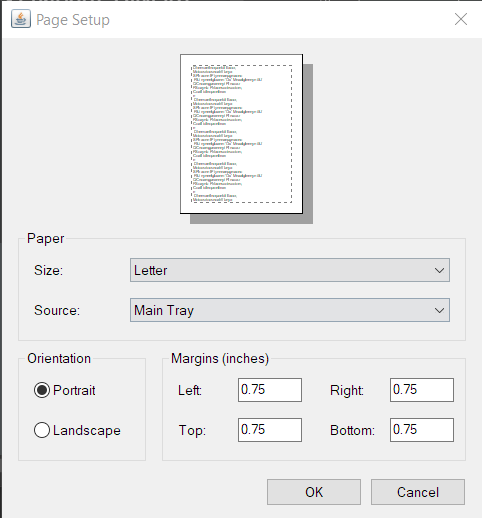 Page Setup
Paper
Size: Letter
Source: Main Tray
Orientation
Portrait
Landscape
Margins (inches)
Left: 0.75 Right: 0.75
Top: 0.75 Bottom: 0.75
OK Cancel